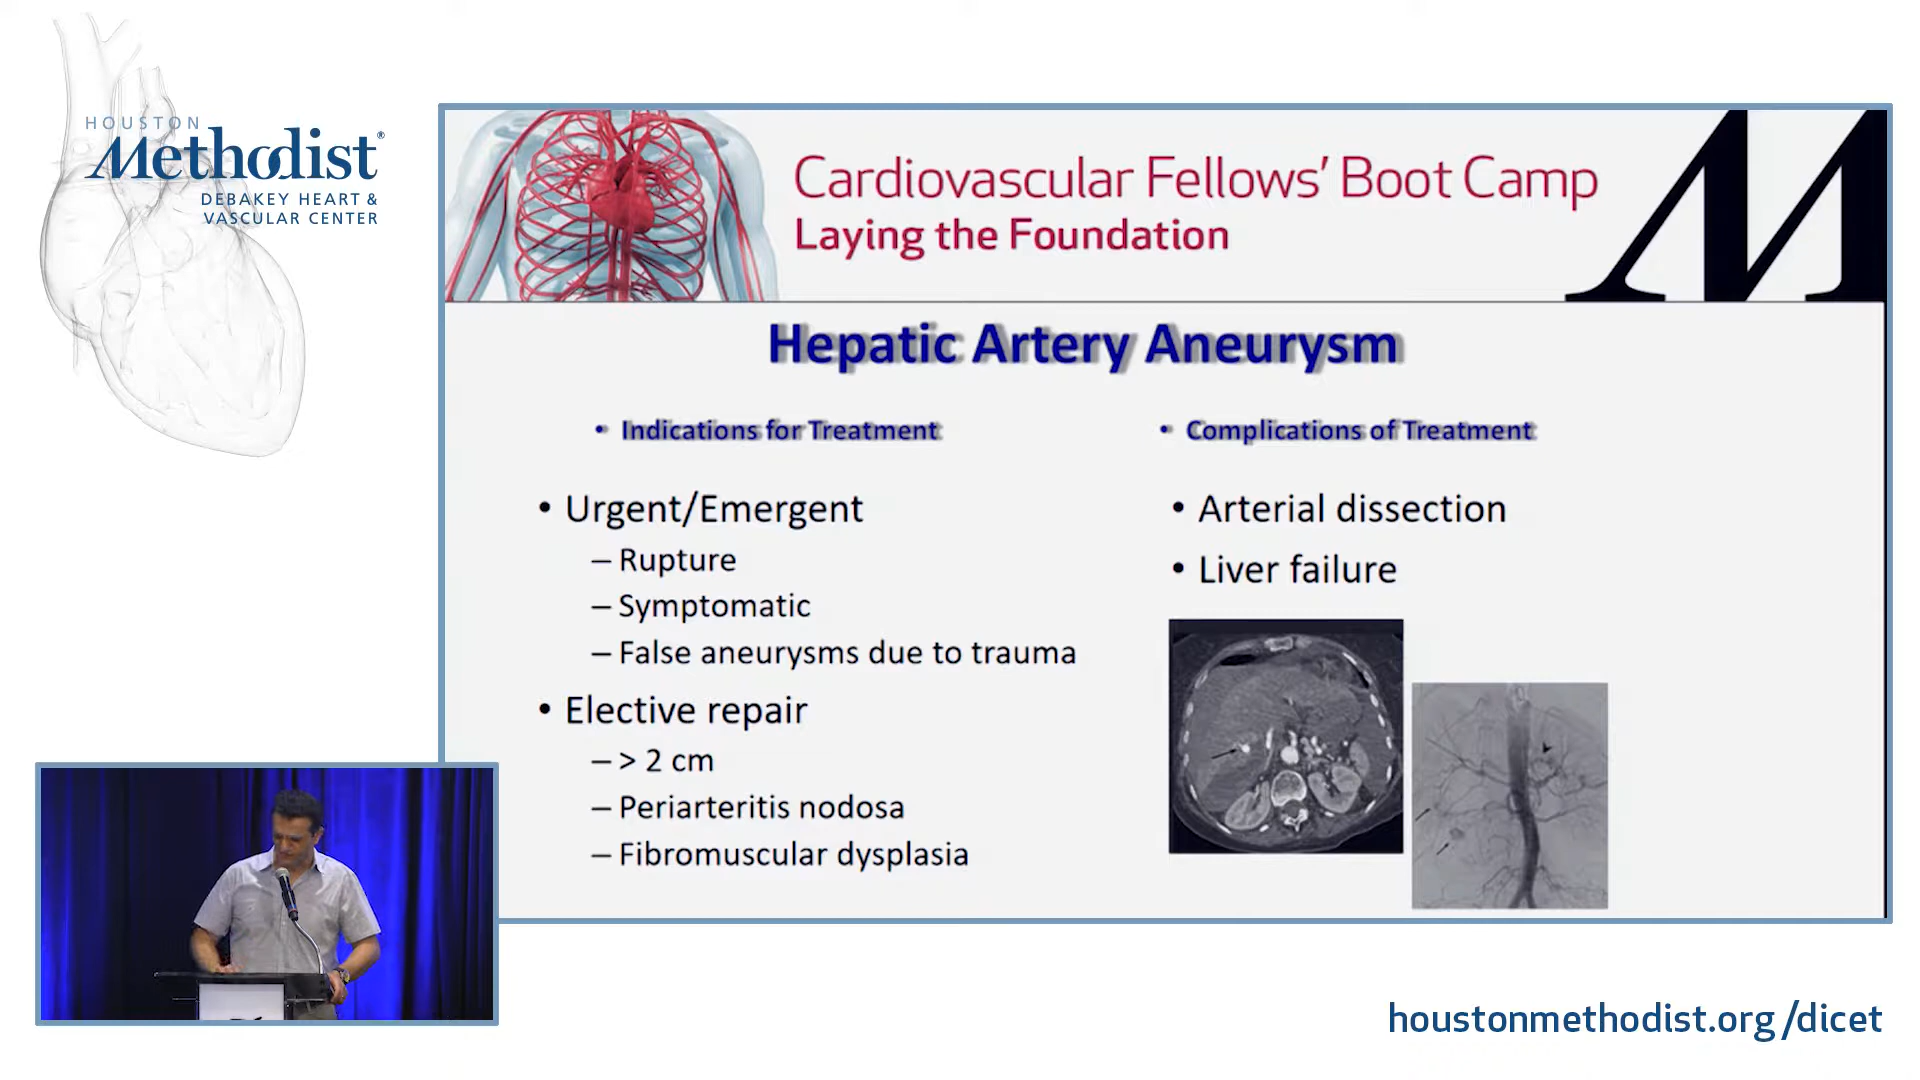 HOUSTON
Methodist®
DEBAKEY HEART &
VASCULAR CENTER
Cardiovascular Fellows' Boot Camp
Laying the Foundation
M
Hepatic Artery Aneurysm
• Indications for Treatment
• Urgent/Emergent
– Rupture
– Symptomatic
– False aneurysms due to trauma
• Elective repair
– > 2 cm
– Periarteritis nodosa
– Fibromuscular dysplasia
• Complications of Treatment
• Arterial dissection
• Liver failure
houstonmethodist.org/dicet